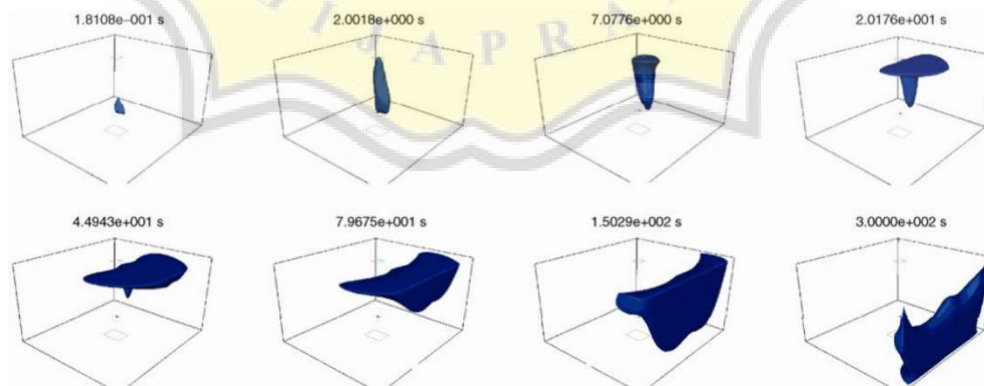 1.8108e−001 s
2.0018e+000 s
7.0776e+000 s
2.0176e+001 s
IJAPRA
4.4943e+001 s
7.9675e+001 s
1.5029e+002 s
3.0000e+002 s